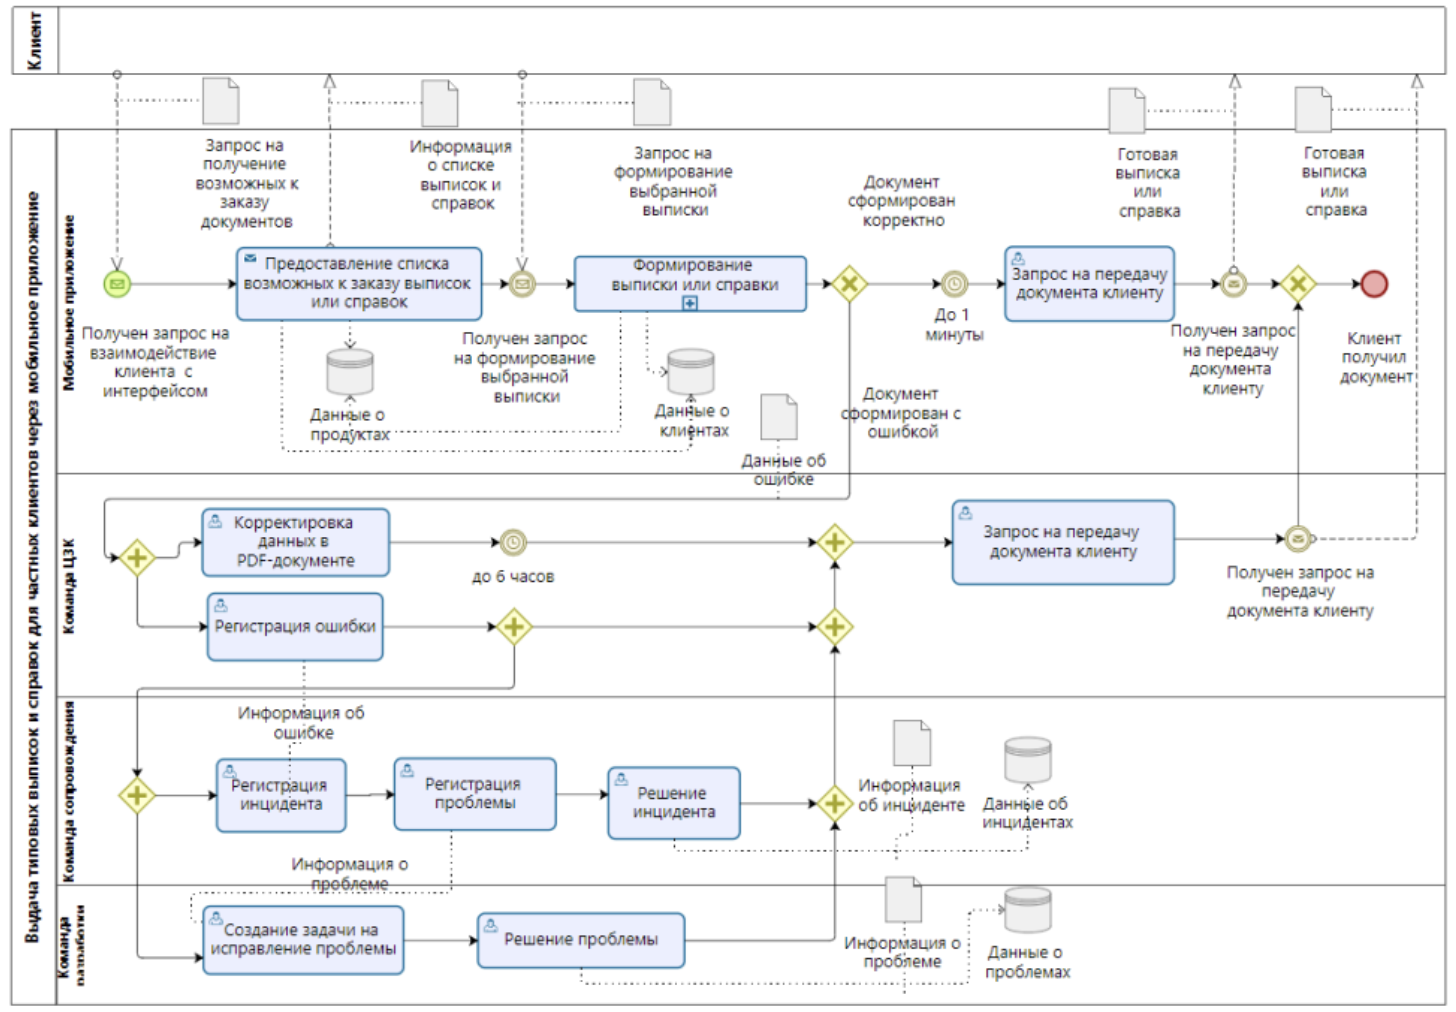 Клиент
Выдача типовых выписок и справок для частных клиентов через мобильное приложение
Мобильное приложение
Запрос на
получение
возможных к
заказу
документов
Информация
о списке
выписок и
справок
Запрос на
формирование
выбранной
выписки
Документ
сформирован
корректно
Готовая
выписка
или
справка
Готовая
выписка
или
справка
Получен запрос на
взаимодействие
клиента с
интерфейсом
Предоставление списка
возможных к заказу выписок
или справок
Получен запрос
на формирование
выбранной
выписки
Формирование
выписки или справки
До 1
минуты
Запрос на передачу
документа клиенту
Получен запрос
на передачу
документа
клиенту
Клиент
получил
документ
Данные о
продуктах
Данные о
клиентах
Документ
сформирован с
ошибкой
Данные об
ошибке
Команда ЦЗК
Корректировка
данных в
PDF-документе
до 6 часов
Запрос на передачу
документа клиенту
Получен запрос на
передачу
документа клиенту
Регистрация ошибки
Команда сопровождения
Информация об
ошибке
Регистрация
инцидента
Регистрация
проблемы
Решение
инцидента
Информация
об инциденте
Данные об
инцидентах
Информация о
проблеме
Команда
Создание задачи на
исправление проблемы
Решение проблемы
Информация о
проблеме
Данные о
проблемах